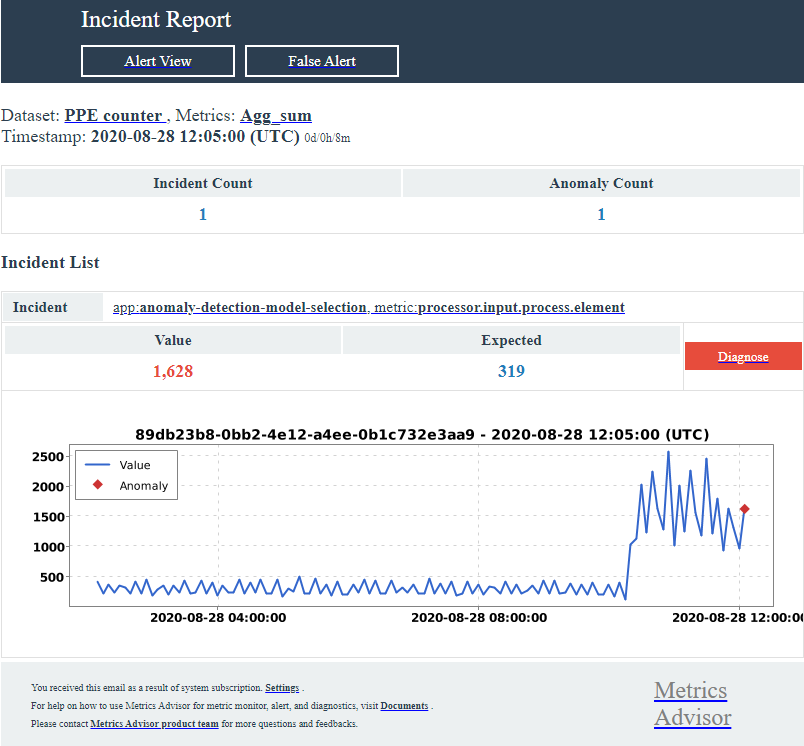 Incident Report
Alert View False Alert
Dataset: PPE counter , Metrics: Agg_sum
Timestamp: 2020-08-28 12:05:00 (UTC) 0d/0h/8m
Incident Count Anomaly Count
1 1
Incident List
Incident app:anomaly-detection-model-selection, metric:processor.input.process.element
Value Expected
1,628 319
Diagnose
89db23b8-0bb2-4e12-a4ee-0b1c732e3aa9 - 2020-08-28 12:05:00 (UTC)
Value
Anomaly
2500
2000
1500
1000
500
2020-08-28 04:00:00 2020-08-28 08:00:00 2020-08-28 12:00:00
You received this email as a result of system subscription. Settings .
For help on how to use Metrics Advisor for metric monitor, alert, and diagnostics, visit Documents .
Please contact Metrics Advisor product team for more questions and feedbacks.
Metrics
Advisor